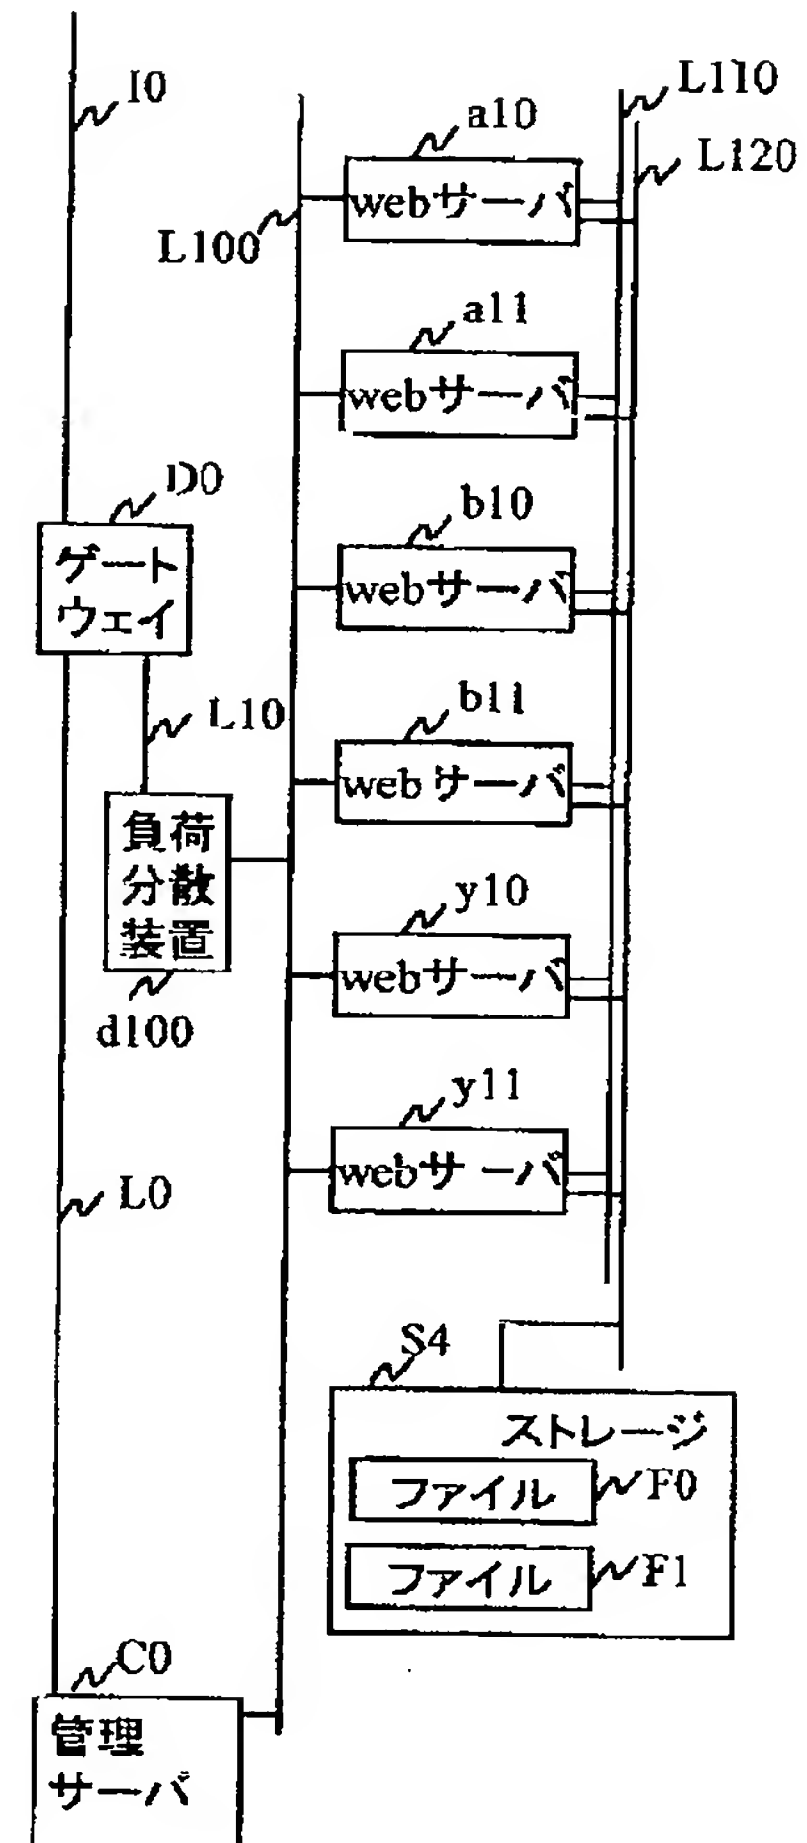 I0
L110
a10
L120
webサーバ
L100
a11
webサーバ
D0
b10
ゲート
ウェイ
webサーバ
b11
L10
webサーバ
負荷
分散
装置
y10
webサーバ
d100
y11
webサーバ
L0
S4
ストレージ
ファイル
F0
ファイル
F1
C0
管理
サーバ